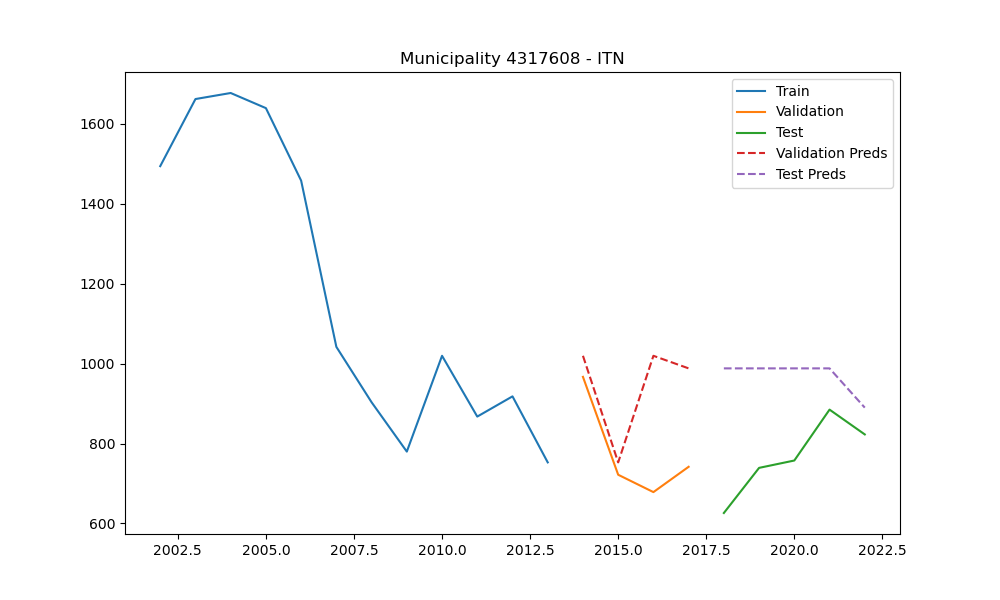 Municipality 4317608 - ITN
Train
Validation
Test
Validation Preds
Test Preds
1600
1400
1200
1000
800
600
2002.5 2005.0 2007.5 2010.0 2012.5 2015.0 2017.5 2020.0 2022.5